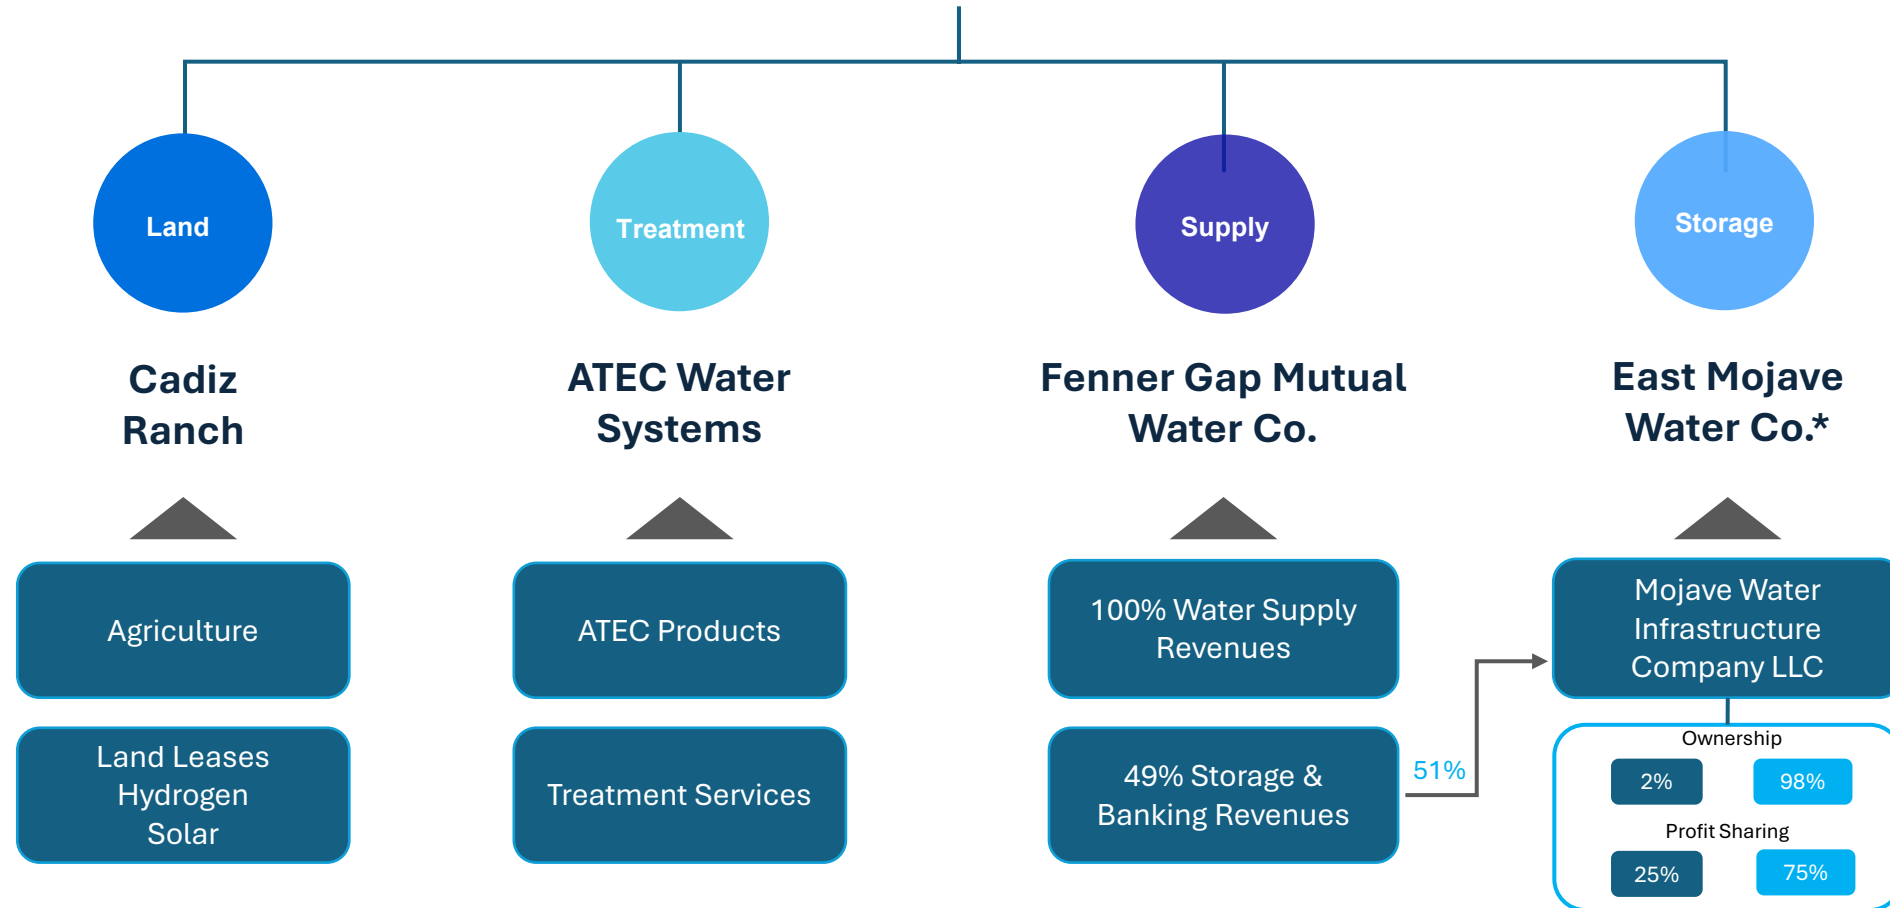 Land
Treatment
Supply
Storage
Cadiz
Ranch
ATEC Water
Systems
Fenner Gap Mutual
Water Co.
East Mojave
Water Co.*
Agriculture
Land Leases
Hydrogen
Solar
ATEC Products
Treatment Services
100% Water Supply
Revenues
49% Storage &
Banking Revenues
51%
Mojave Water
Infrastructure
Company LLC
Ownership
2%
98%
Profit Sharing
25%
75%